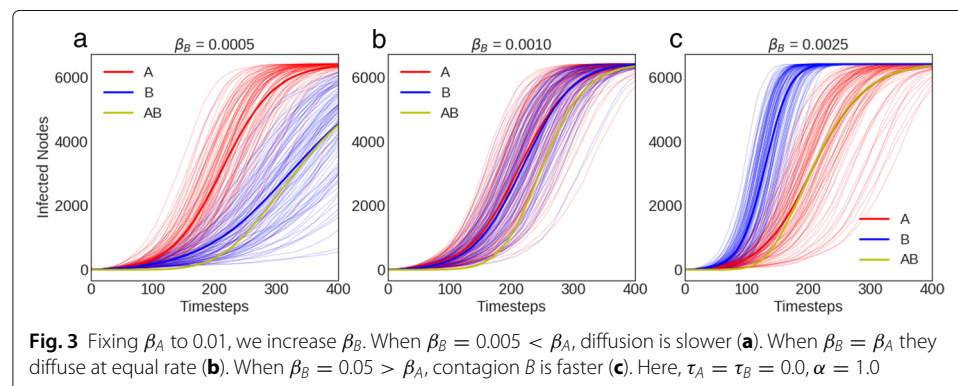 a
β_B = 0.0005
b
β_B = 0.0010
c
β_B = 0.0025
Infected Nodes
6000
4000
2000
0
A
B
AB
0 100 200 300 400
Timesteps
6000
4000
2000
0
A
B
AB
0 100 200 300 400
Timesteps
6000
4000
2000
0
A
B
AB
0 100 200 300 400
Timesteps
Fig. 3 Fixing β_A to 0.01, we increase β_B. When β_B = 0.005 < β_A, diffusion is slower (a). When β_B = β_A they
diffuse at equal rate (b). When β_B = 0.05 > β_A, contagion B is faster (c). Here, τ_A = τ_B = 0.0, α = 1.0